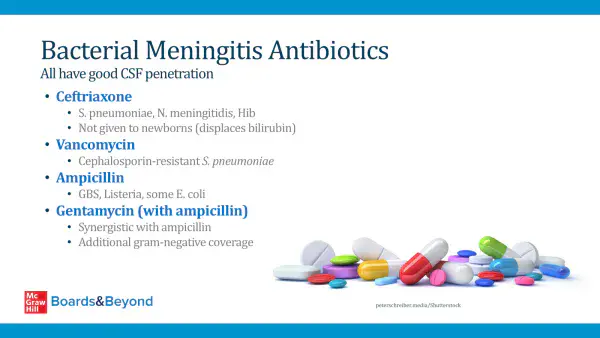 Bacterial Meningitis Antibiotics
All have good CSF penetration
• Ceftriaxone
• S. pneumoniae, N. meningitidis, Hib
• Not given to newborns (displaces bilirubin)
• Vancomycin
• Cephalosporin-resistant S. pneumoniae
• Ampicillin
• GBS, Listeria, some E. coli
• Gentamycin (with ampicillin)
• Synergistic with ampicillin
• Additional gram-negative coverage
Mc
Graw
Hill
Boards&Beyond
peterschreiber.media/Shutterstock